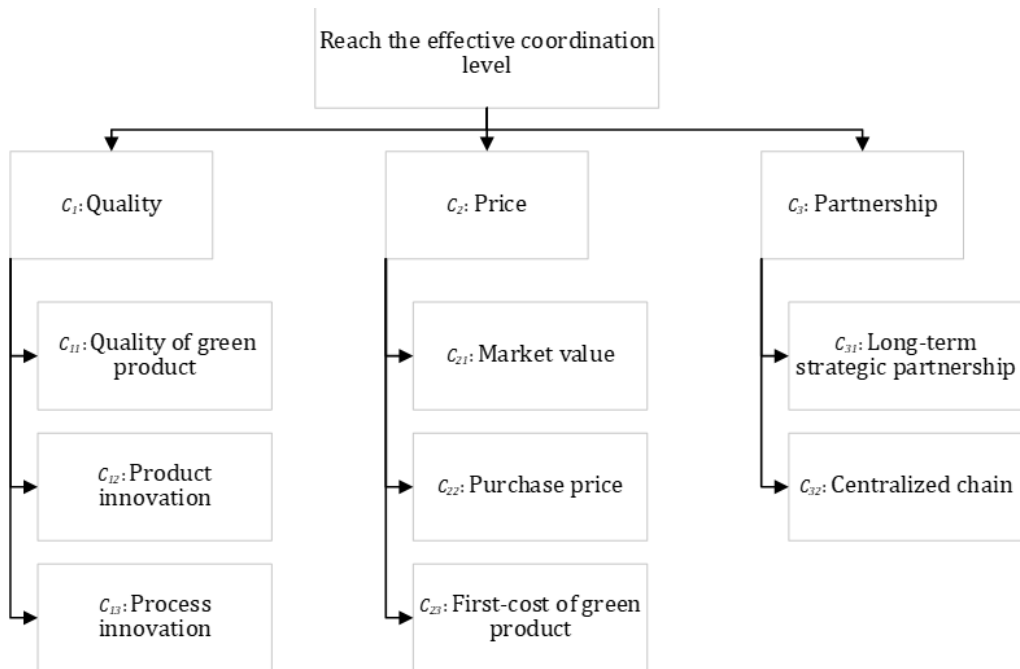 Reach the effective coordination
level
C1: Quality
C2: Price
C3: Partnership
C11: Quality of green
product
C21: Market value
C31: Long-term
strategic partnership
C12: Product
innovation
C22: Purchase price
C32: Centralized chain
C13: Process
innovation
C23: First-cost of green
product